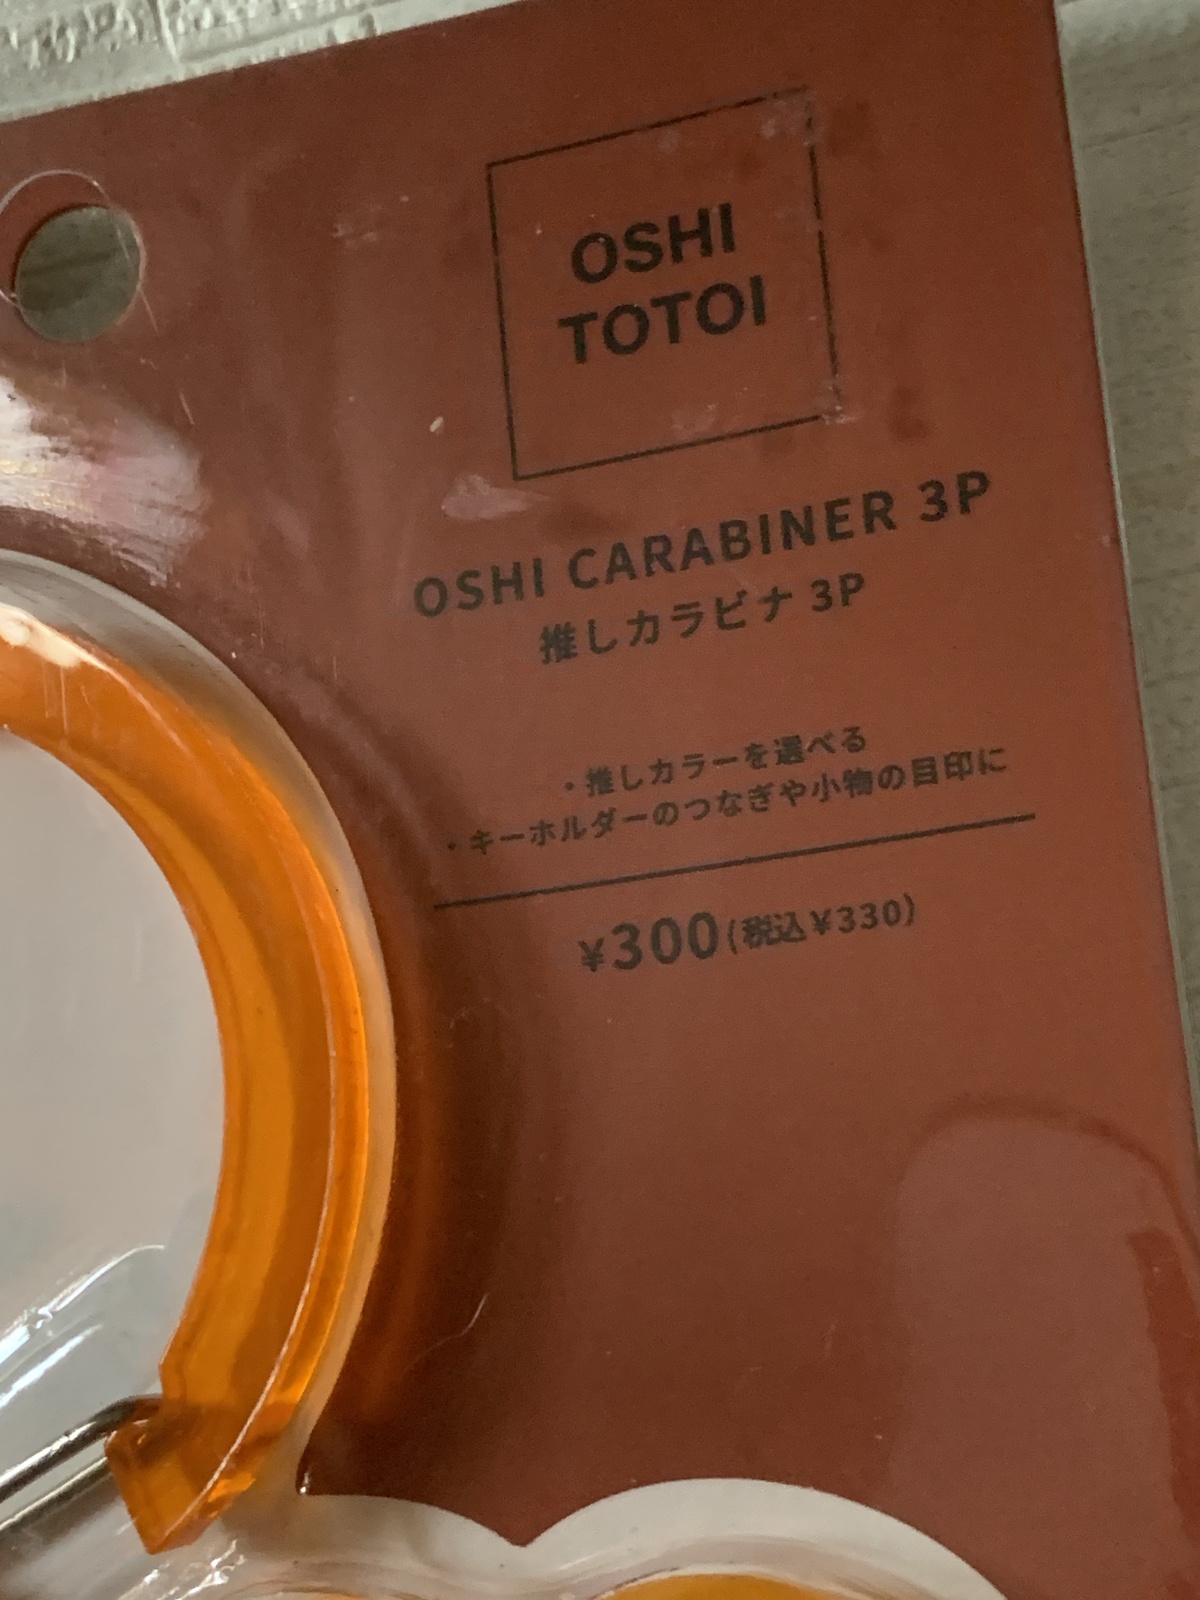 OSHI
TOTOI
OSHI CARABINER 3P
推しカラビナ 3P
・推しカラーを選べる
・キーホルダーのつなぎや小物の目印に
¥300(税込¥330)